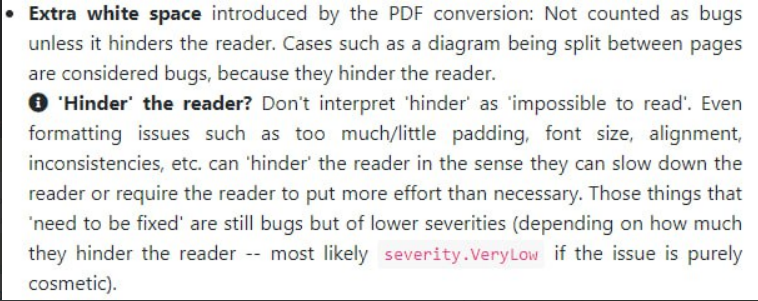 • Extra white space introduced by the PDF conversion: Not counted as bugs
unless it hinders the reader. Cases such as a diagram being split between pages
are considered bugs, because they hinder the reader.
'Hinder' the reader? Don't interpret 'hinder' as 'impossible to read'. Even
formatting issues such as too much/little padding, font size, alignment,
inconsistencies, etc. can 'hinder' the reader in the sense they can slow down the
reader or require the reader to put more effort than necessary. Those things that
'need to be fixed' are still bugs but of lower severities (depending on how much
they hinder the reader -- most likely severity.VeryLow if the issue is purely
cosmetic).